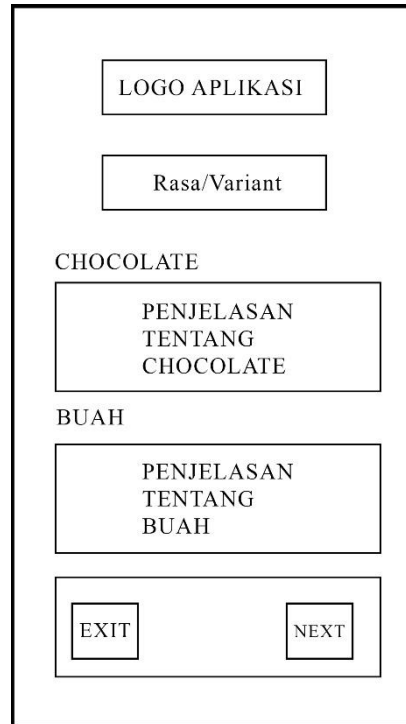 LOGO APLIKASI
Rasa/Variant
CHOCOLATE
PENJELASAN
TENTANG
CHOCOLATE
BUAH
PENJELASAN
TENTANG
BUAH
EXIT
NEXT